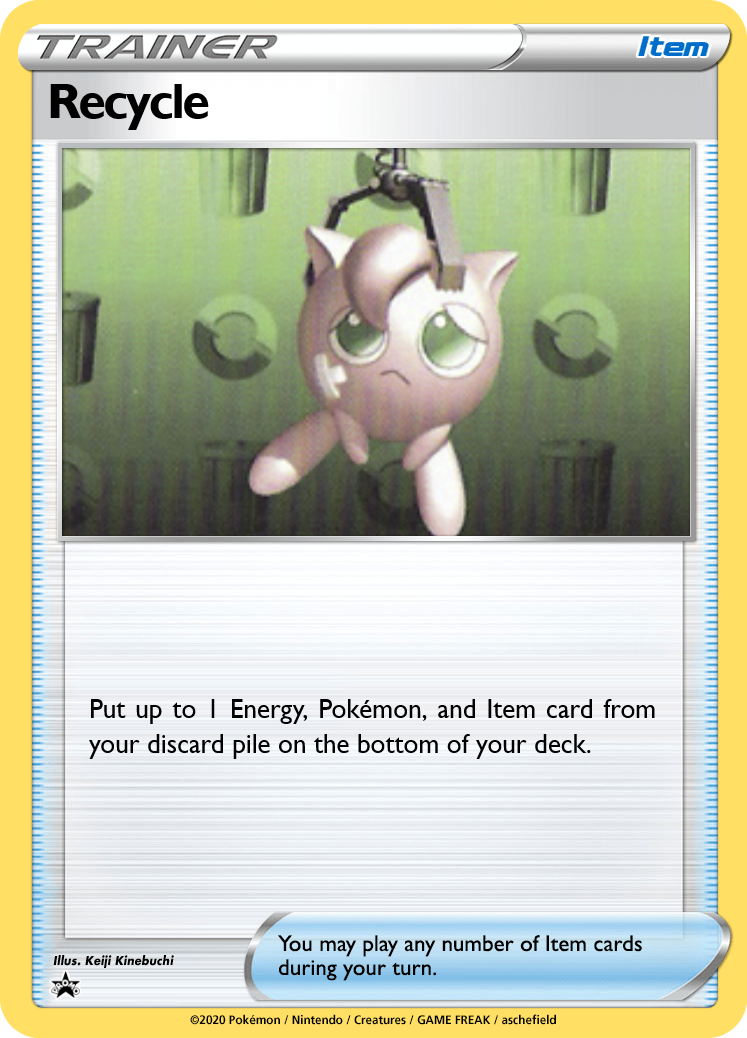 TRAINER
Item
Recycle
Put up to 1 Energy, Pokémon, and Item card from
your discard pile on the bottom of your deck.
You may play any number of Item cards
during your turn.
Illus. Keiji Kinebuchi
PROMO
©2020 Pokémon / Nintendo / Creatures / GAME FREAK / aschefield